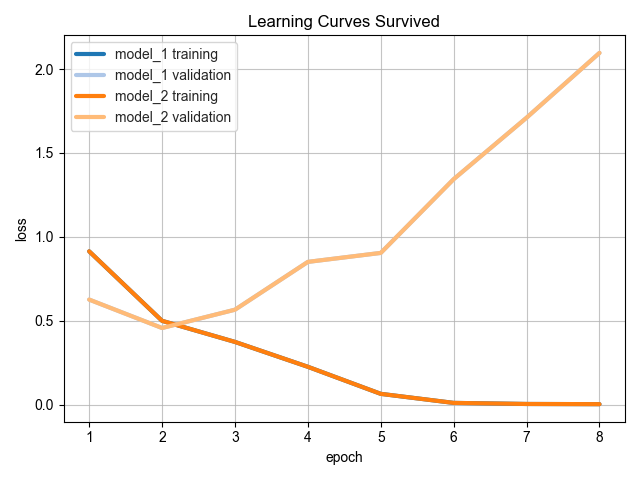 Learning Curves Survived
model_1 training
model_1 validation
model_2 training
model_2 validation
2.0
1.5
1.0
0.5
0.0
loss
1 2 3 4 5 6 7 8
epoch